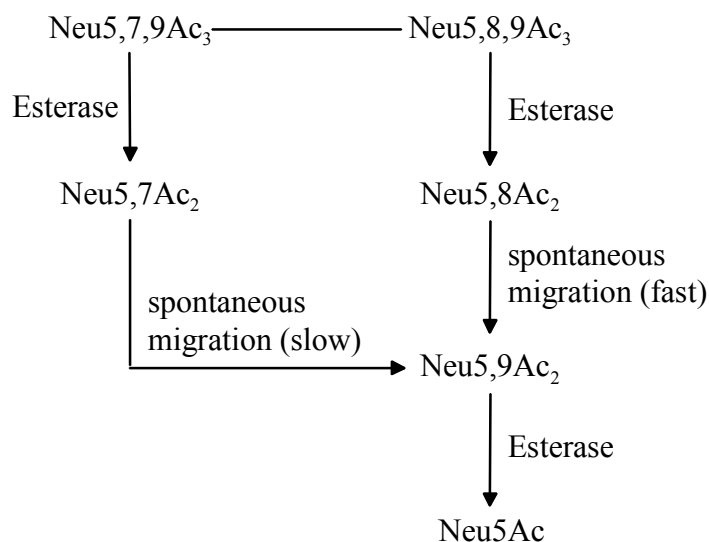 Neu5,7,9Ac₃ Neu5,8,9Ac₃
Esterase Esterase
Neu5,7Ac₂ Neu5,8Ac₂
spontaneous
migration (fast)
spontaneous
migration (slow)
Neu5,9Ac₂
Esterase
Neu5Ac